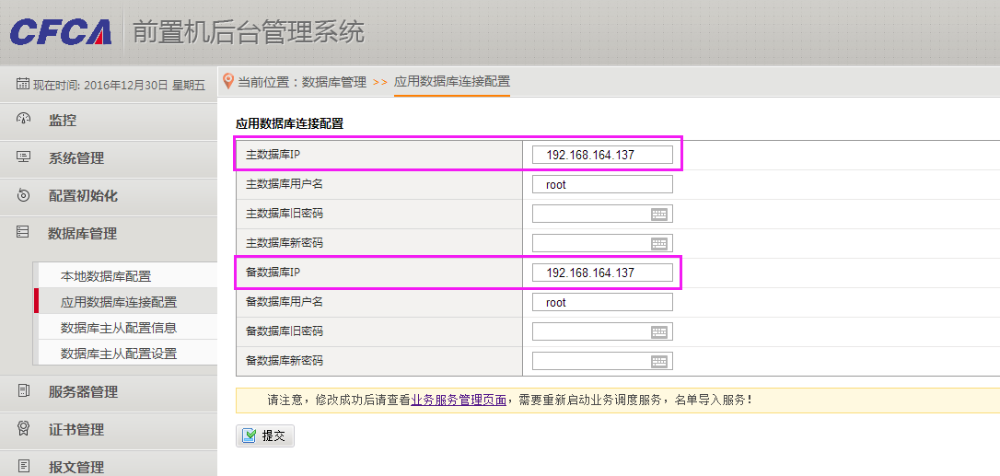 CFCA 前置机后台管理系统
现在时间: 2016年12月30日 星期五
监控
系统管理
配置初始化
数据库管理
本地数据库配置
应用数据库连接配置
数据库主从配置信息
数据库主从配置设置
服务器管理
证书管理
报文管理
当前位置：数据库管理 >> 应用数据库连接配置
应用数据库连接配置
主数据库IP 192.168.164.137
主数据库用户名 root
主数据库旧密码
主数据库新密码
备数据库IP 192.168.164.137
备数据库用户名 root
备数据库旧密码
备数据库新密码
请注意，修改成功后请查看业务服务管理页面，需要重新启动业务调度服务，名单导入服务！
提交